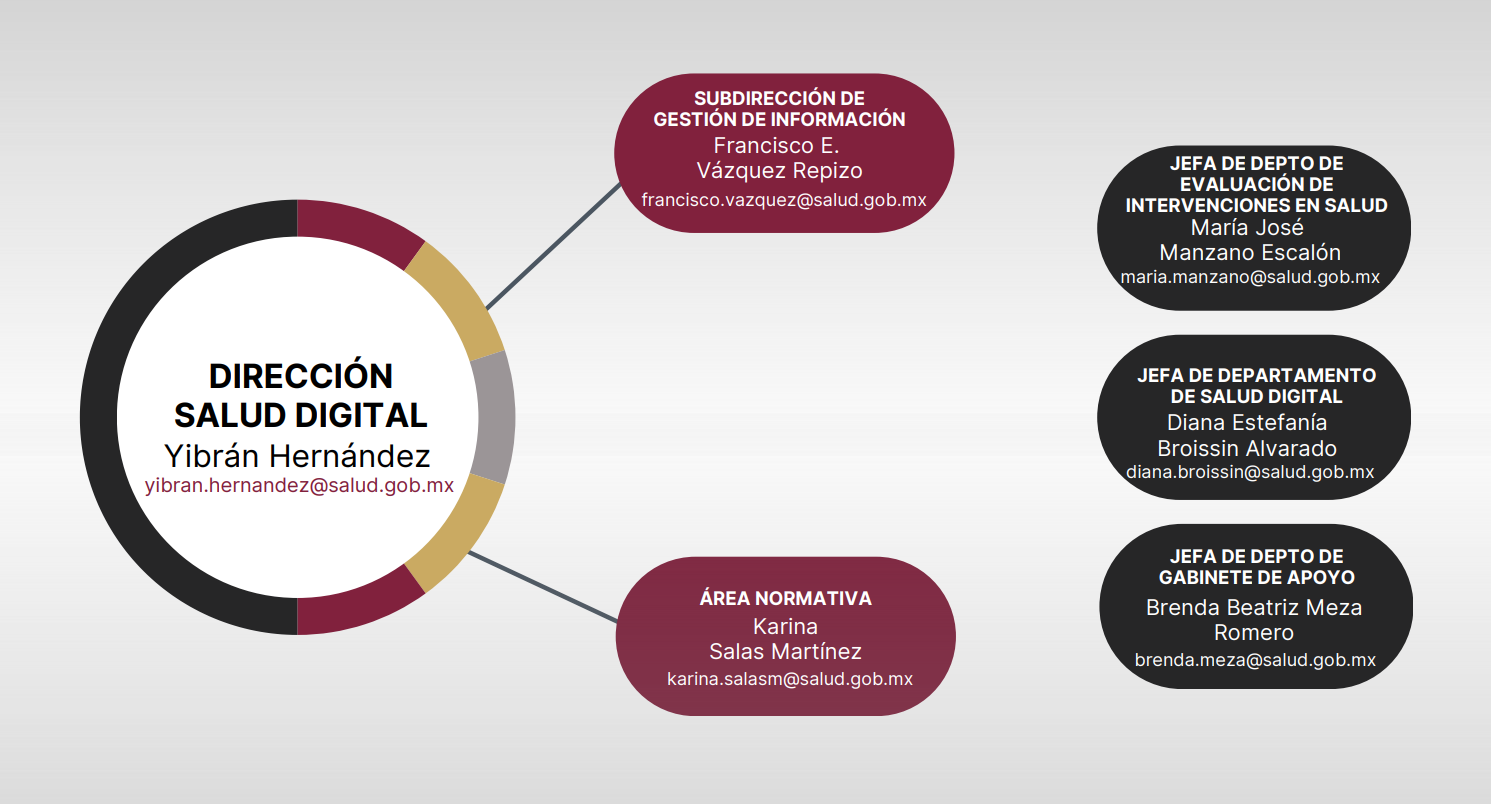 DIRECCIÓN
SALUD DIGITAL
Yibrán Hernández
yibran.hernandez@salud.gob.mx
SUBDIRECCIÓN DE
GESTIÓN DE INFORMACIÓN
Francisco E.
Vázquez Repizo
francisco.vazquez@salud.gob.mx
ÁREA NORMATIVA
Karina
Salas Martínez
karina.salasm@salud.gob.mx
JEFA DE DEPTO DE
EVALUACIÓN DE
INTERVENCIONES EN SALUD
María José
Manzano Escalón
maria.manzano@salud.gob.mx
JEFA DE DEPARTAMENTO
DE SALUD DIGITAL
Diana Estefanía
Broissin Alvarado
diana.broissin@salud.gob.mx
JEFA DE DEPTO DE
GABINETE DE APOYO
Brenda Beatriz Meza
Romero
brenda.meza@salud.gob.mx